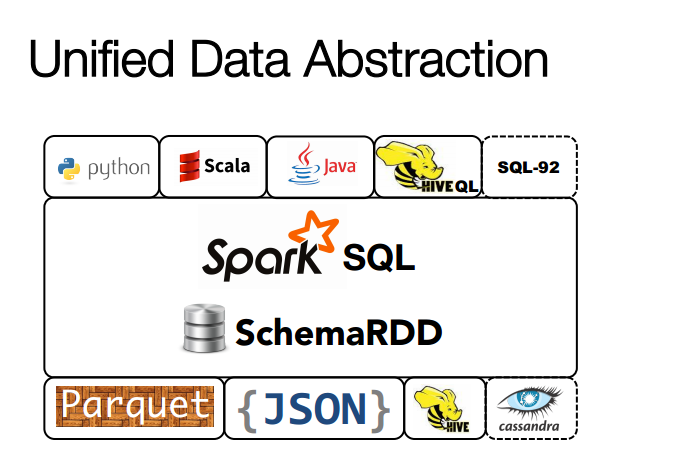 Unified Data Abstraction
python Scala Java HIVE QL SQL-92
Spark SQL
SchemaRDD
Parquet {JSON} HIVE cassandra